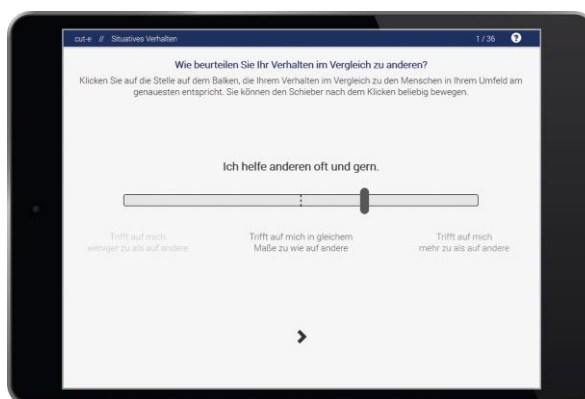 cut-e // Situatives Verhalten 1 / 36 ?
Wie beurteilen Sie Ihr Verhalten im Vergleich zu anderen?
Klicken Sie auf die Stelle auf dem Balken, die Ihrem Verhalten im Vergleich zu den Menschen in Ihrem Umfeld am
genauesten entspricht. Sie können den Schieber nach dem Klicken beliebig bewegen.
Ich helfe anderen oft und gern.
Trifft auf mich
weniger zu als auf andere
Trifft auf mich in gleichem
Maße zu wie auf andere
Trifft auf mich
mehr zu als auf andere